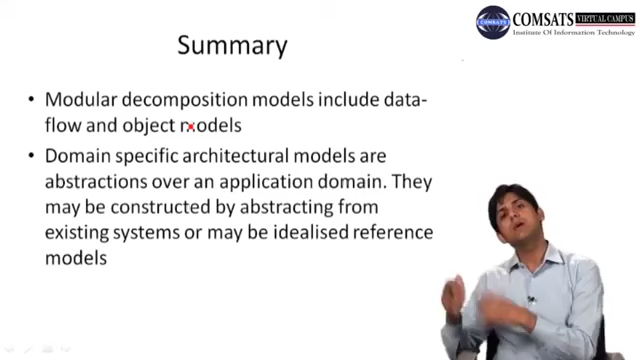 COMSATS VIRTUAL CAMPUS
Institute Of Information Technology
Summary
• Modular decomposition models include data-
flow and object models
• Domain specific architectural models are
abstractions over an application domain. They
may be constructed by abstracting from
existing systems or may be idealised reference
models